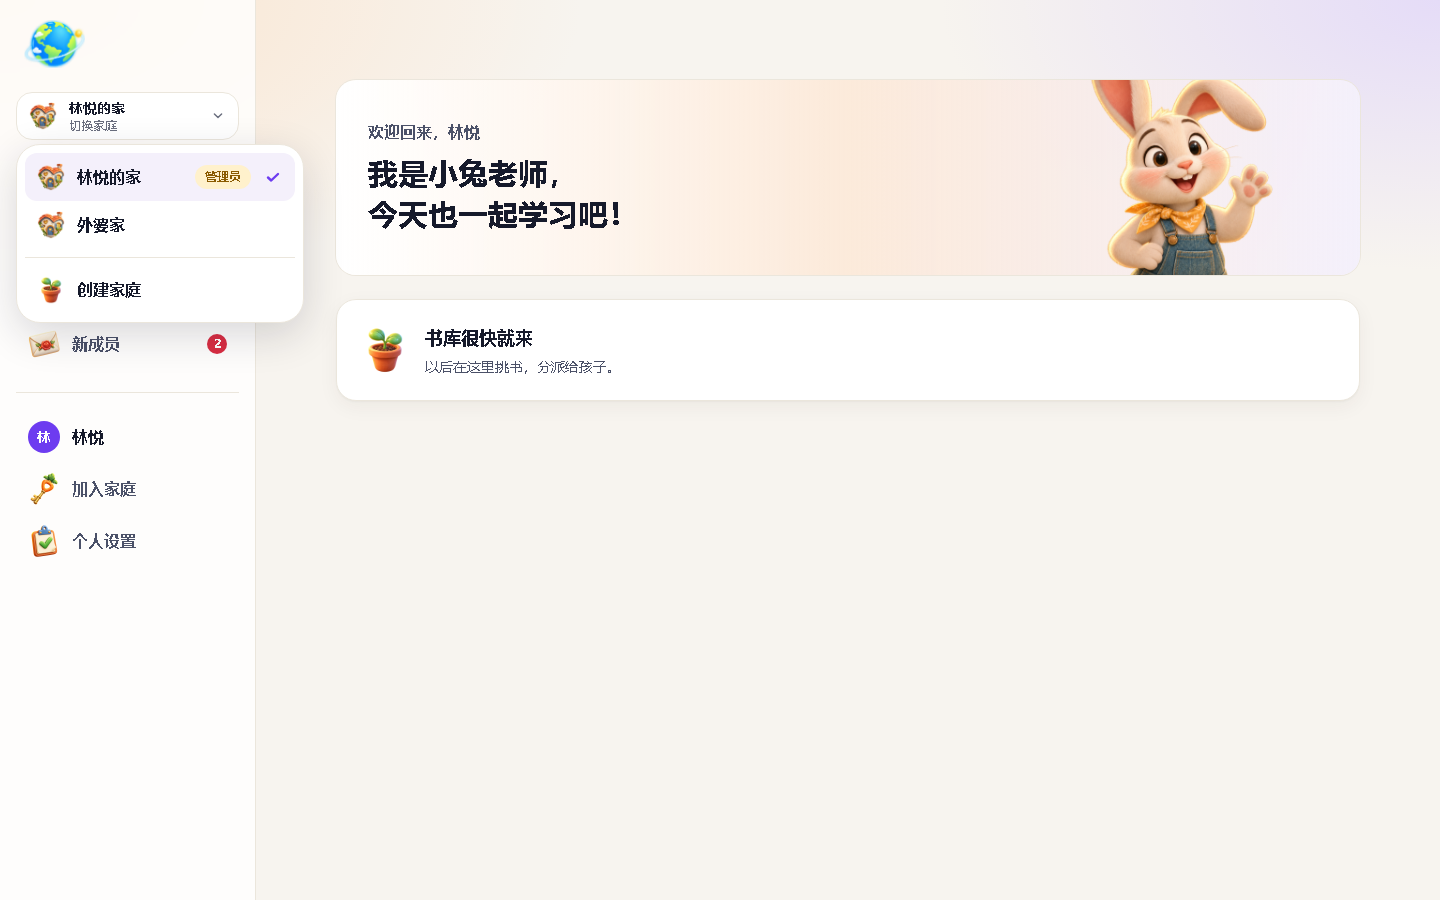 林悦的家
切换家庭
林悦的家
管理员
外婆家
创建家庭
新成员
2
林
林悦
加入家庭
个人设置
欢迎回来，林悦
我是小兔老师，
今天也一起学习吧！
书库很快就来
以后在这里挑书，分派给孩子。